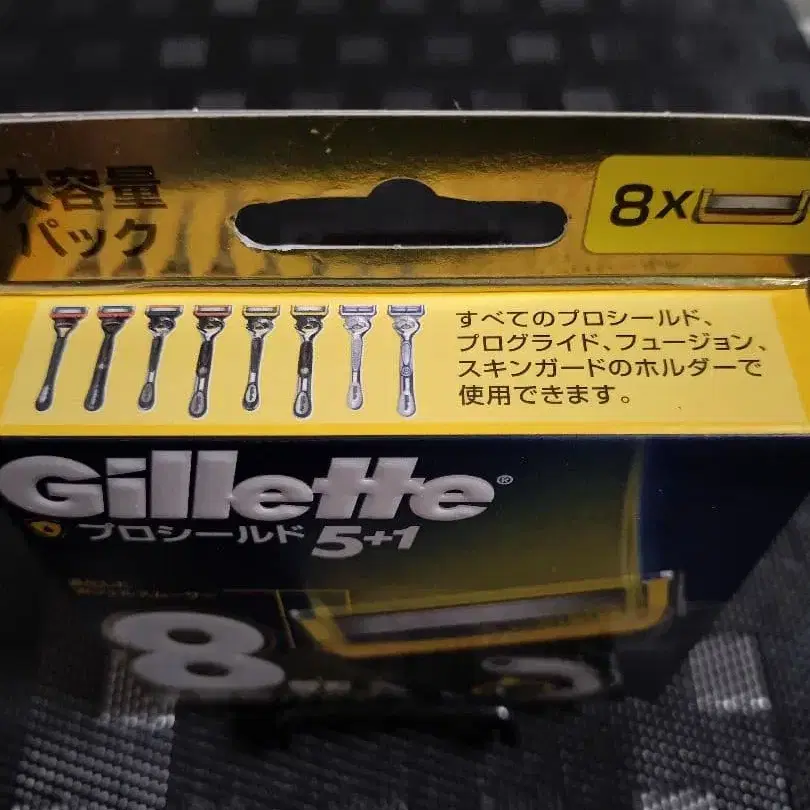 大容量
パック
8x
すべてのプロシールド、
プログライド、フュージョン、
スキンガードのホルダーで
使用できます。
Gillette®
プロシールド 5+1
8